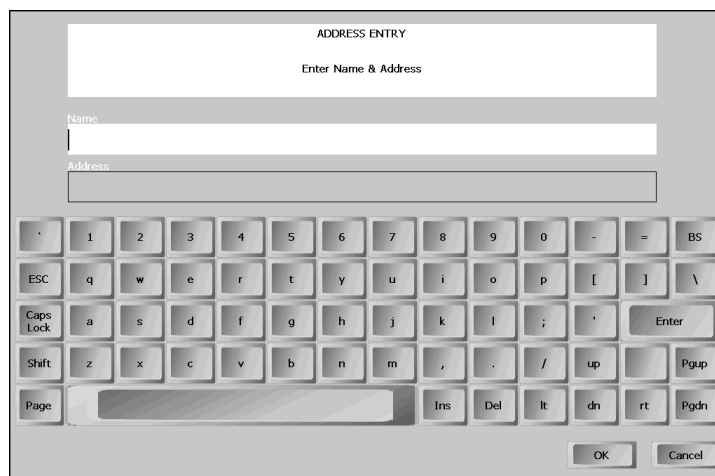 ADDRESS ENTRY
Enter Name & Address
Name
Address
` 1 2 3 4 5 6 7 8 9 0 - = BS
ESC q w e r t y u i o p [ ] \
Caps Lock a s d f g h j k l ; ' Enter
Shift z x c v b n m , . / up Pgup
Page Ins Del lt dn rt Pgdn
OK Cancel